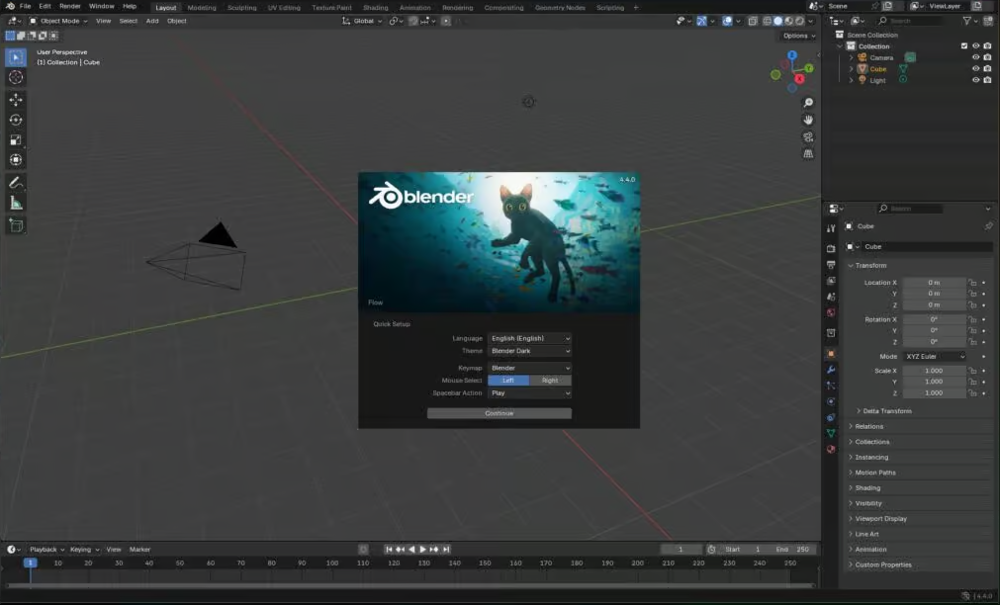 File Edit Render Window Help Layout Modeling Sculpting UV Editing Texture Paint Shading Animation Rendering Compositing Geometry Nodes Scripting + Scene ViewLayer
Object Mode View Select Add Object Global Search
Options
User Perspective
(1) Collection | Cube
Scene Collection
Collection
Camera
Cube
Light
X
Y
Z
4.4.0
blender
Flow
Quick Setup
Language English (English)
Theme Blender Dark
Keymap Blender
Mouse Select Left Right
Spacebar Action Play
Continue
Search
Cube
Cube
Transform
Location X 0 m
Y 0 m
Z 0 m
Rotation X 0°
Y 0°
Z 0°
Mode XYZ Euler
Scale X 1.000
Y 1.000
Z 1.000
Delta Transform
Relations
Collections
Instancing
Motion Paths
Shading
Visibility
Viewport Display
Line Art
Animation
Custom Properties
Playback Keying View Marker 1 Start 1 End 250
1 10 20 30 40 50 60 70 80 90 100 110 120 130 140 150 160 170 180 190 200 210 220 230 240 250
4.4.0